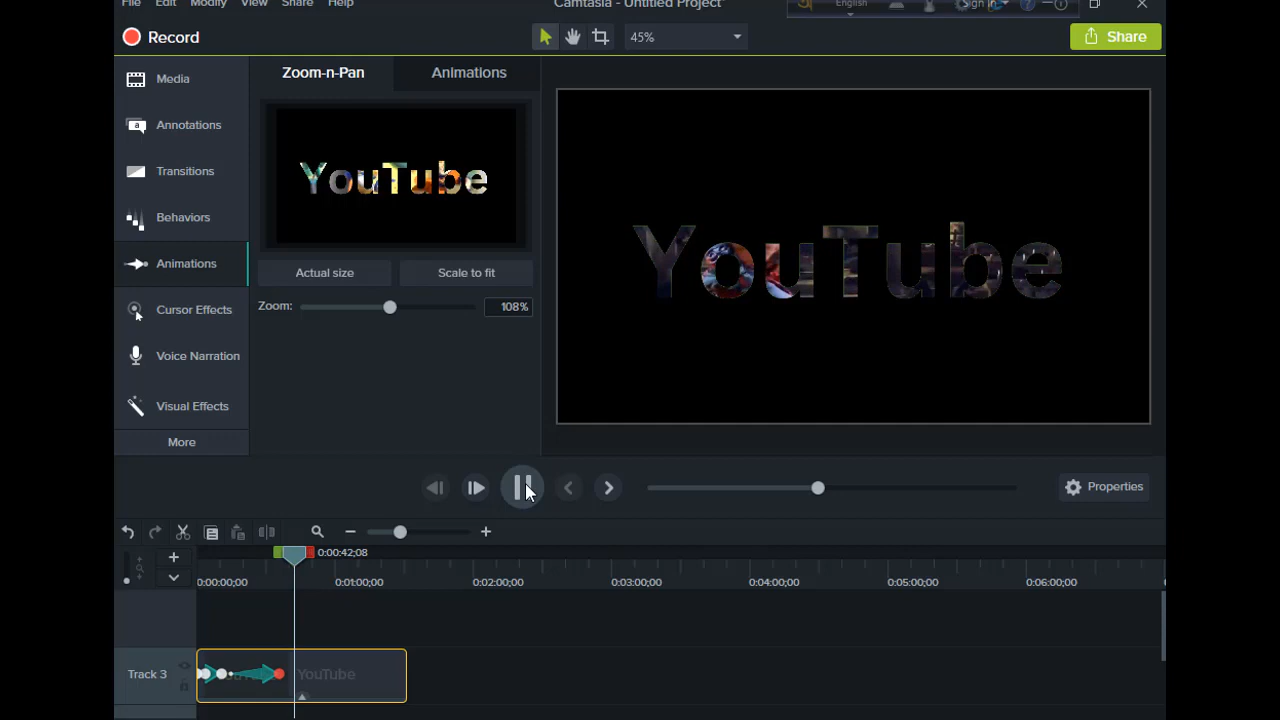 File Edit Modify View Share Help
Camtasia - Untitled Project*
English
Sign in
Record
45%
Share
Media
Annotations
Transitions
Behaviors
Animations
Cursor Effects
Voice Narration
Visual Effects
More
Zoom-n-Pan
Animations
YouTube
Actual size
Scale to fit
Zoom:
108%
YouTube
Properties
0:00:42;08
0:00:00;00 0:01:00;00 0:02:00;00 0:03:00;00 0:04:00;00 0:05:00;00 0:06:00;00
Track 3
YouTube